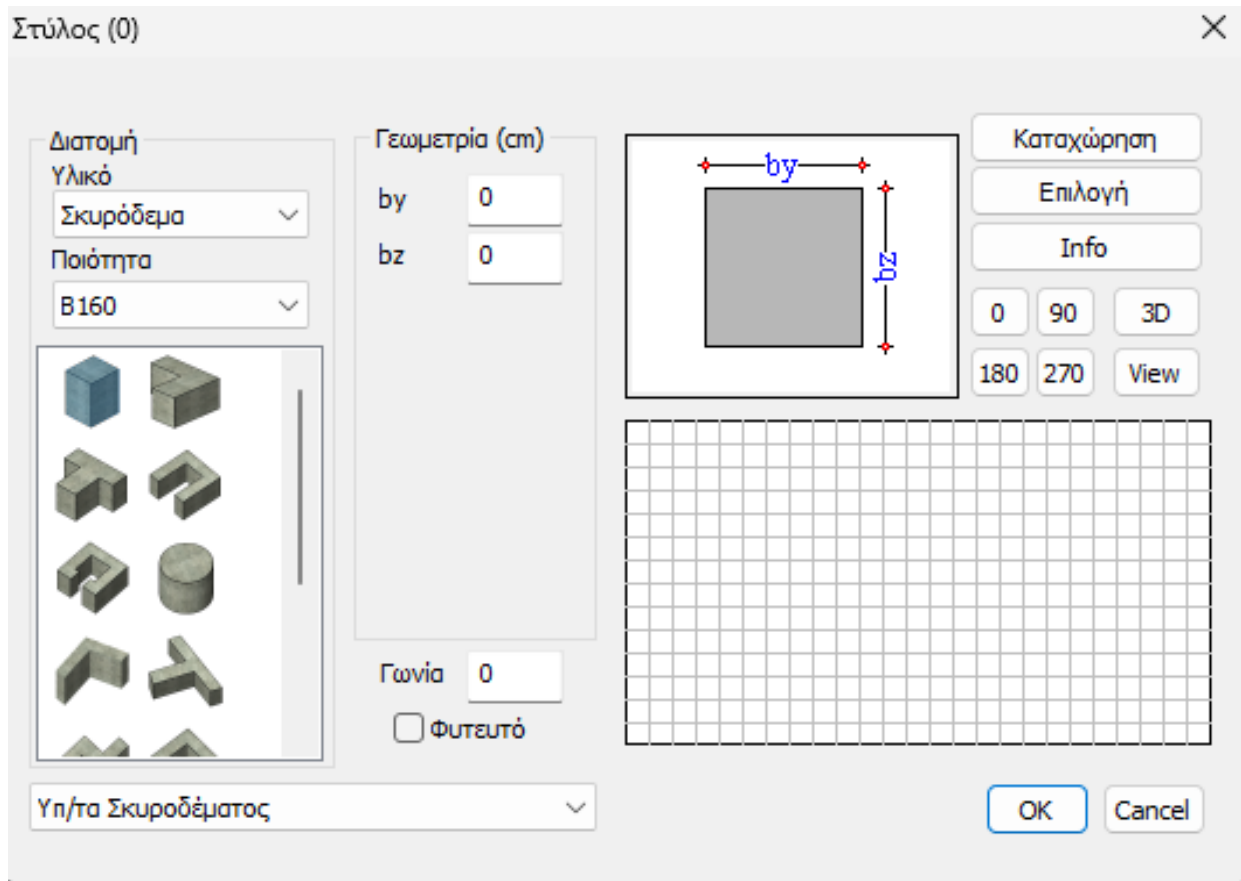 Στύλος (0)
Διατομή
Υλικό
Σκυρόδεμα
Ποιότητα
B160
Γεωμετρία (cm)
by 0
bz 0
Γωνία 0
Φυτευτό
by
bz
Καταχώρηση
Επιλογή
Info
0 90 3D
180 270 View
Υπ/τα Σκυροδέματος
OK Cancel